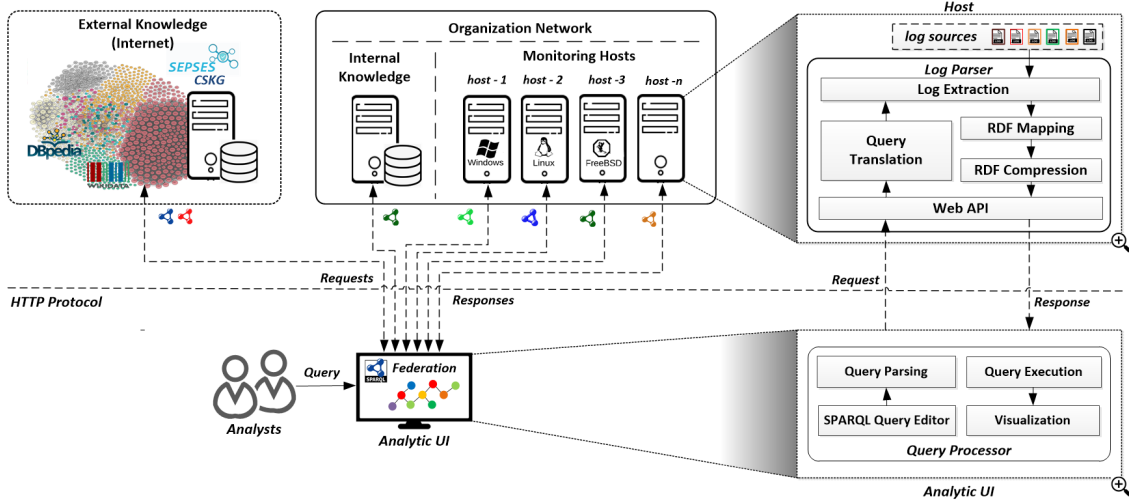 External Knowledge
(Internet)
SEPSES
CSKG
DBpedia
WIKIDATA
Organization Network
Internal
Knowledge
Monitoring Hosts
host - 1
host - 2
host -3
host -n
Windows
Linux
FreeBSD
Host
log sources
Log Parser
Log Extraction
Query
Translation
RDF Mapping
RDF Compression
Web API
Requests
Responses
Request
Response
HTTP Protocol
Query
Analysts
SPARQL
Federation
Analytic UI
Query Parsing
Query Execution
SPARQL Query Editor
Visualization
Query Processor
Analytic UI